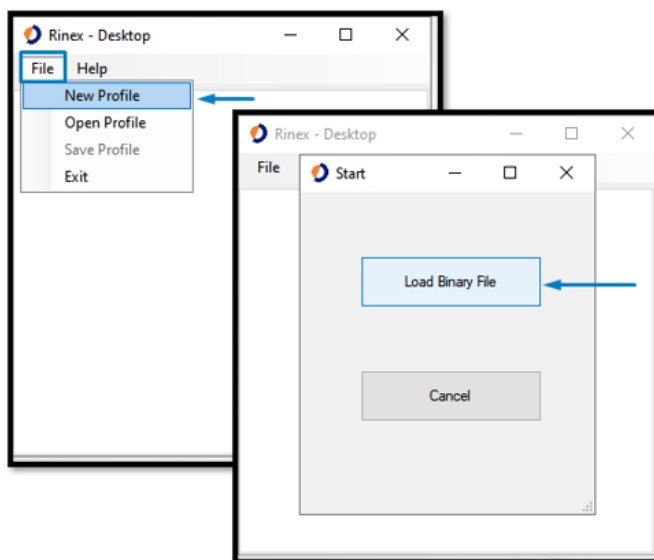 Rinex - Desktop
File Help
New Profile
Open Profile
Save Profile
Exit
Rinex - Desktop
File
Start
Load Binary File
Cancel